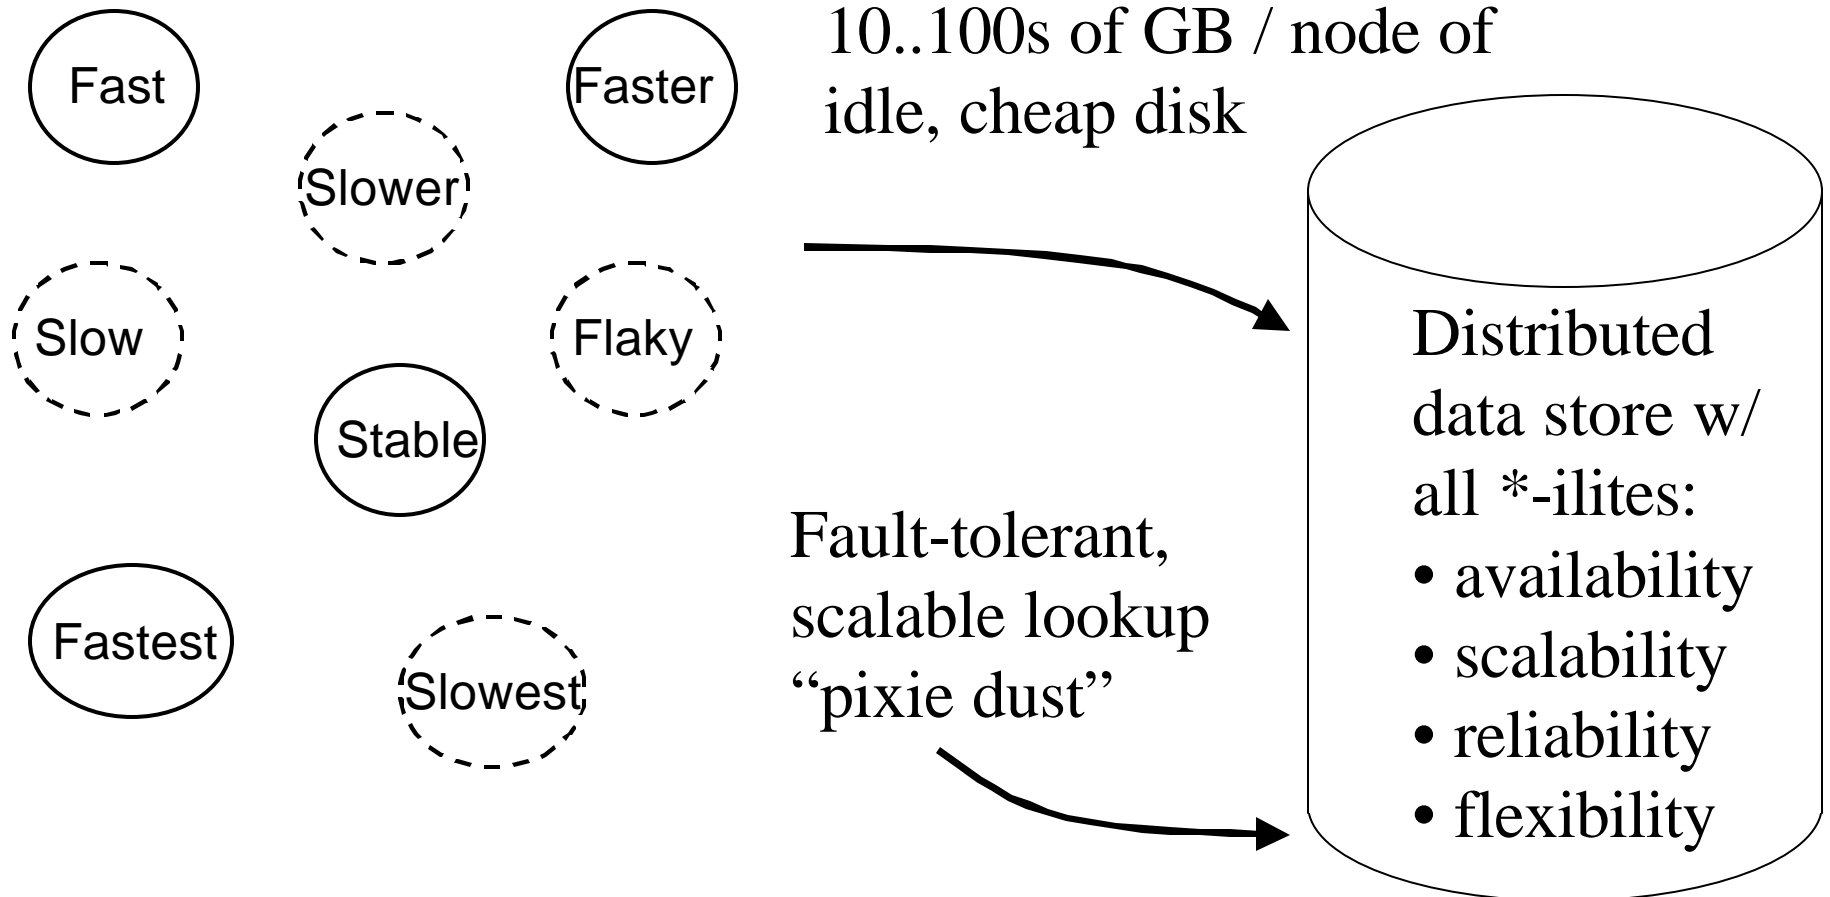 Fast
Faster
Slower
Slow
Flaky
Stable
Fastest
Slowest
10..100s of GB / node of
idle, cheap disk
Fault-tolerant,
scalable lookup
“pixie dust”
Distributed
data store w/
all *-ilites:
• availability
• scalability
• reliability
• flexibility